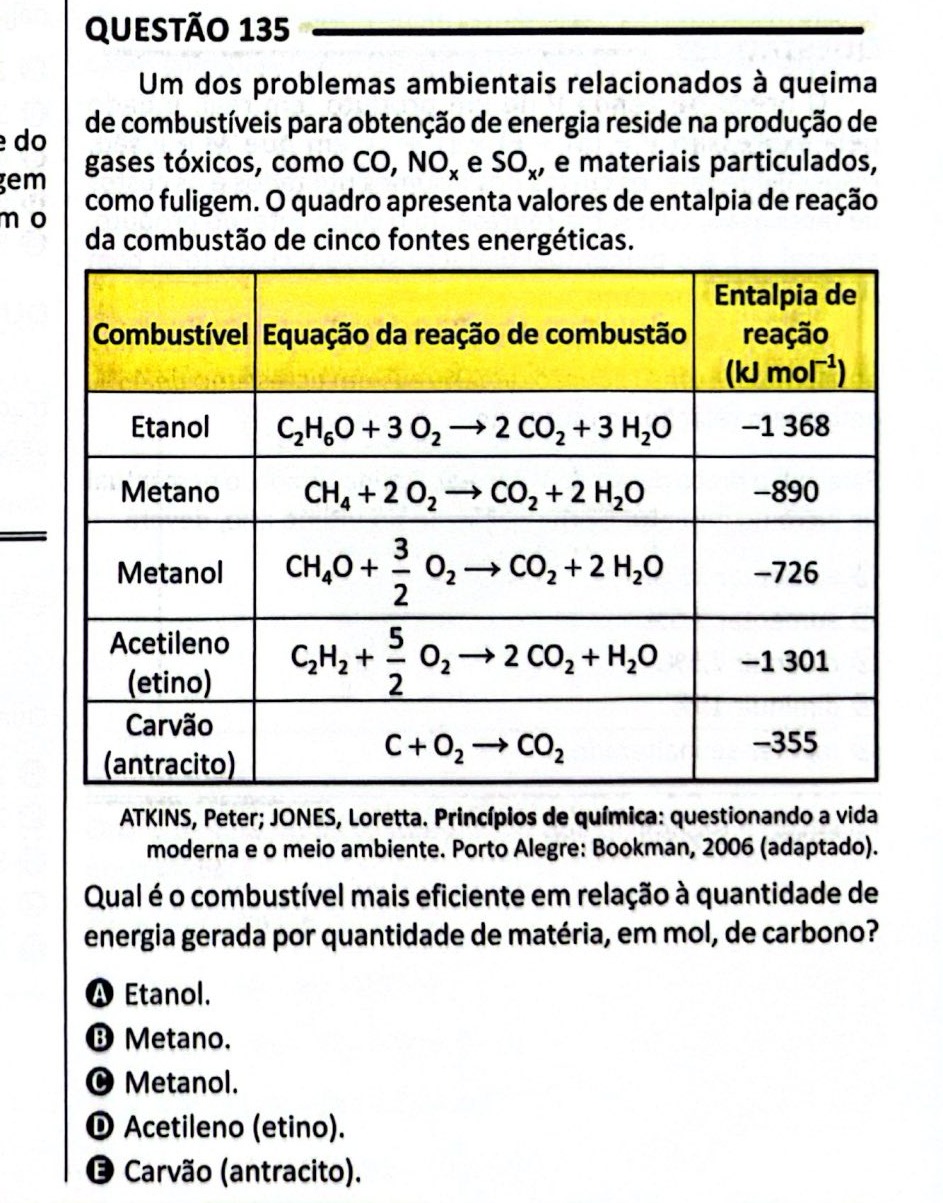 QUESTÃO 135
Um dos problemas ambientais relacionados à queima
de combustíveis para obtenção de energia reside na produção de
gases tóxicos, como CO, NOₓ e SOₓ, e materiais particulados,
como fuligem. O quadro apresenta valores de entalpia de reação
da combustão de cinco fontes energéticas.
Combustível Equação da reação de combustão Entalpia de reação (kJ mol⁻¹)
Etanol C₂H₆O + 3 O₂ → 2 CO₂ + 3 H₂O −1 368
Metano CH₄ + 2 O₂ → CO₂ + 2 H₂O −890
Metanol CH₄O + 3/2 O₂ → CO₂ + 2 H₂O −726
Acetileno (etino) C₂H₂ + 5/2 O₂ → 2 CO₂ + H₂O −1 301
Carvão (antracito) C + O₂ → CO₂ −355
ATKINS, Peter; JONES, Loretta. Princípios de química: questionando a vida
moderna e o meio ambiente. Porto Alegre: Bookman, 2006 (adaptado).
Qual é o combustível mais eficiente em relação à quantidade de
energia gerada por quantidade de matéria, em mol, de carbono?
A Etanol.
B Metano.
C Metanol.
D Acetileno (etino).
E Carvão (antracito).
do
m o